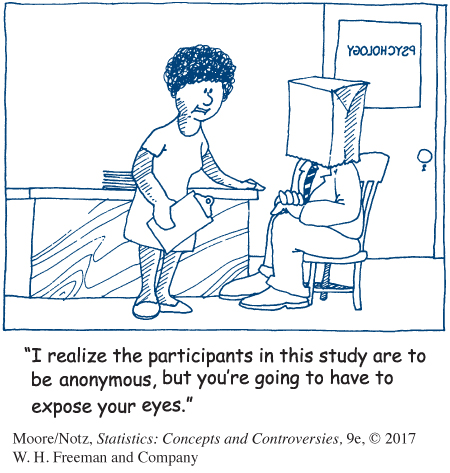 PSYCHOLOGY
"I realize the participants in this study are to
be anonymous, but you're going to have to
expose your eyes."
Moore/Notz, Statistics: Concepts and Controversies, 9e, © 2017
W. H. Freeman and Company